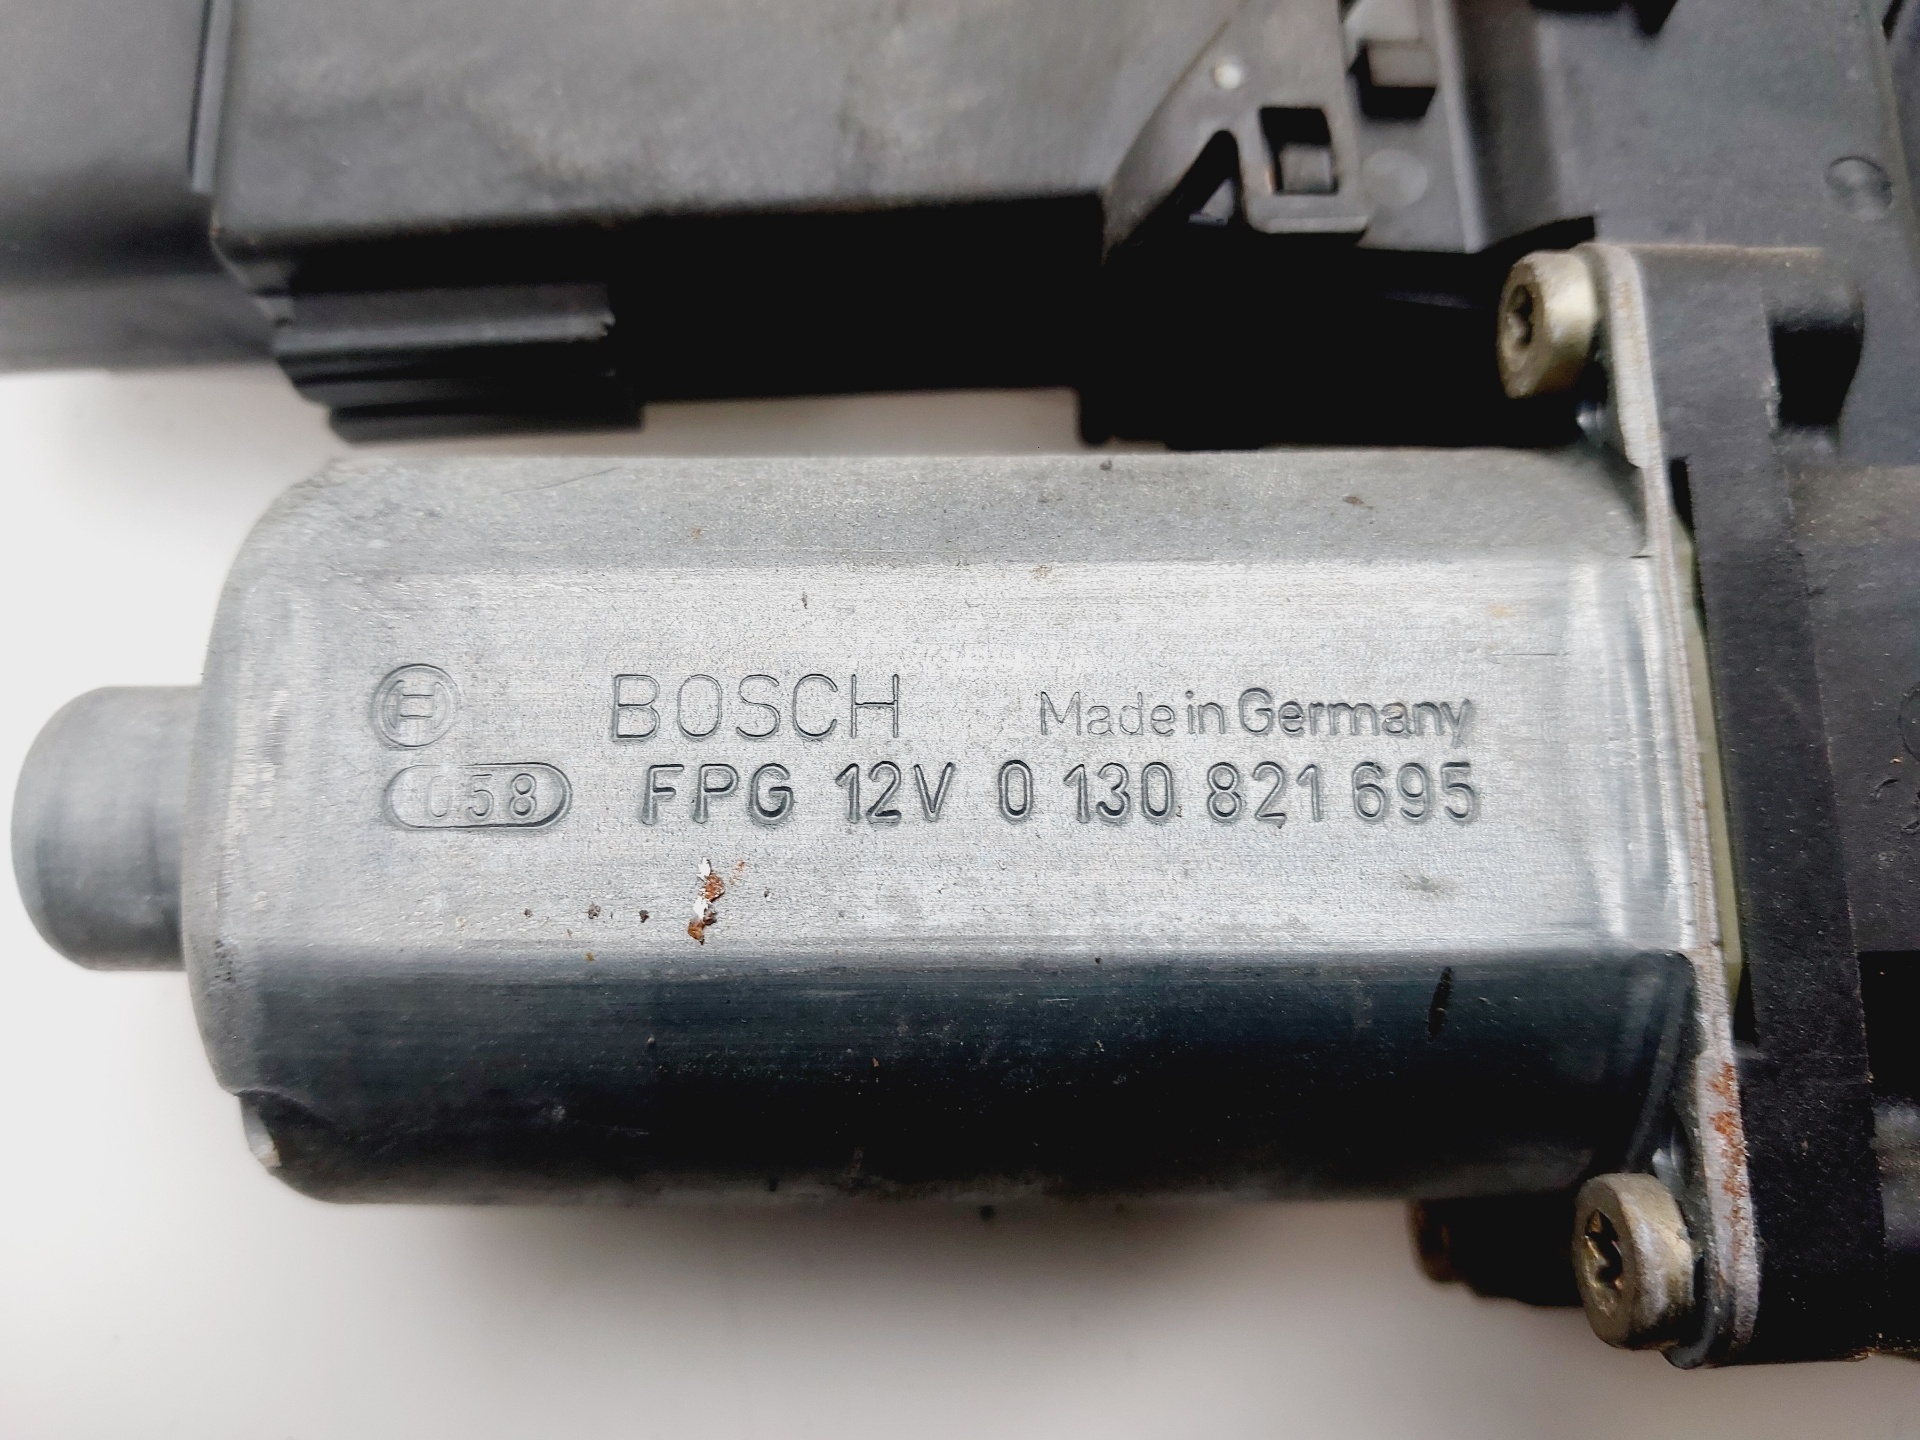 BOSCH Made in Germany
058 FPG 12V 0 130 821 695